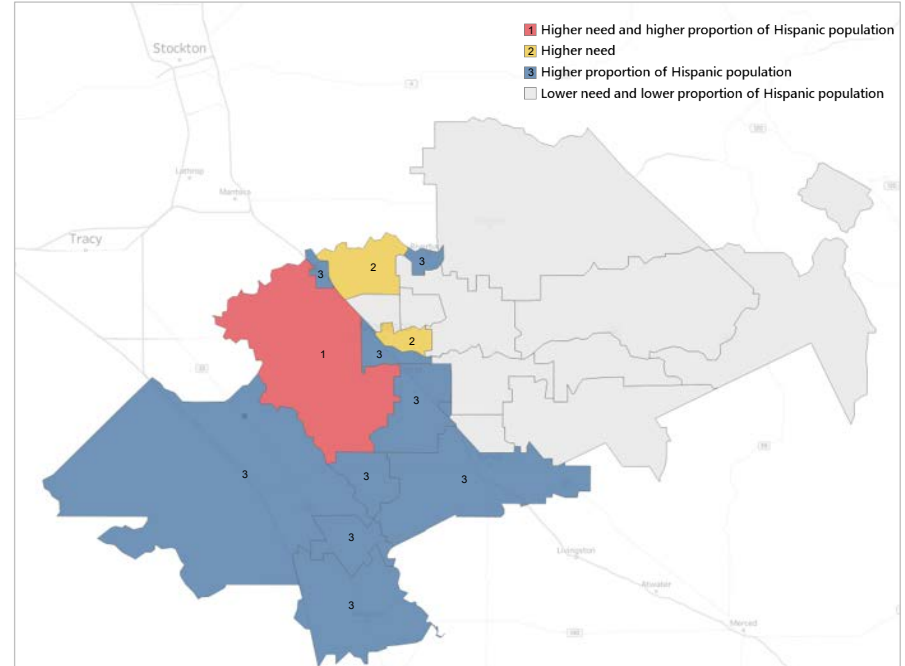 1 Higher need and higher proportion of Hispanic population
2 Higher need
3 Higher proportion of Hispanic population
Lower need and lower proportion of Hispanic population
Stockton
Lathrop
Manteca
Tracy
2
3
3
2
1
3
3
3
3
3
3
3
Livingston
Atwater
Merced